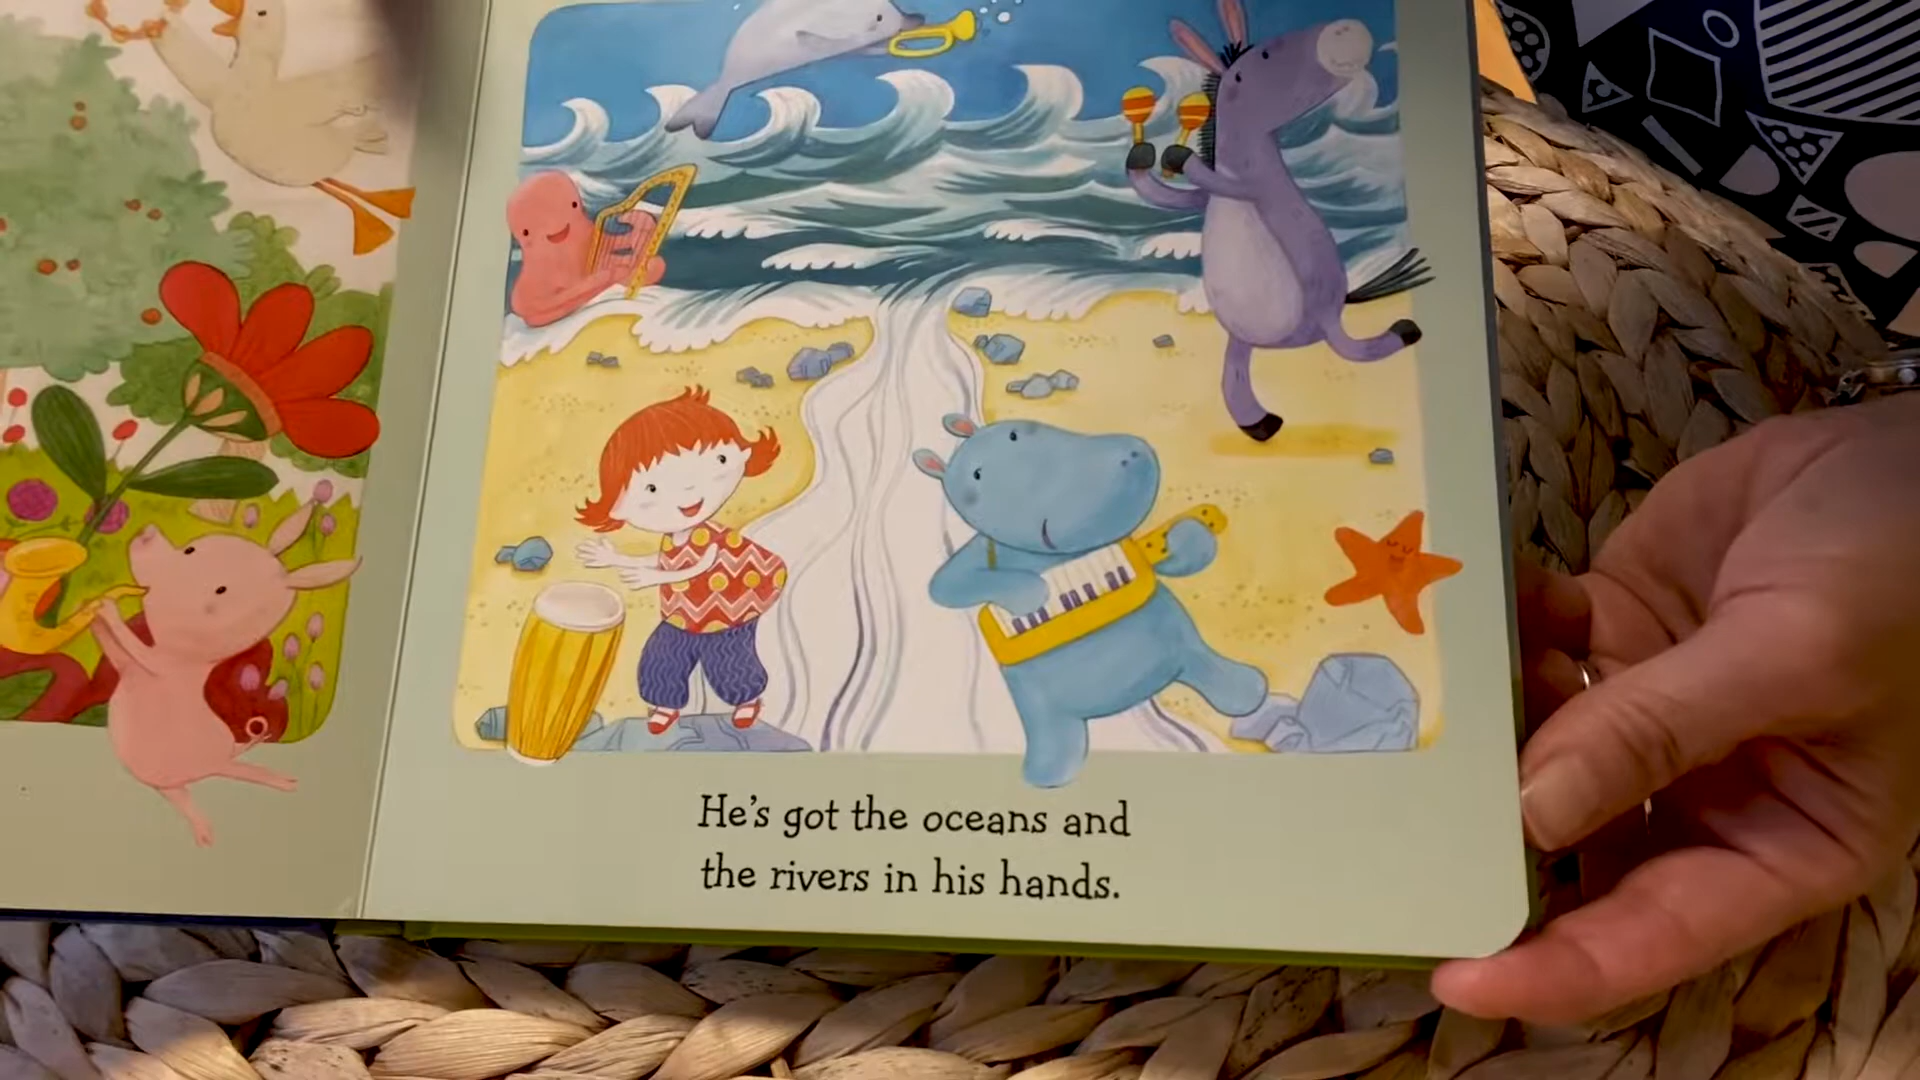 He's got the oceans and
the rivers in his hands.